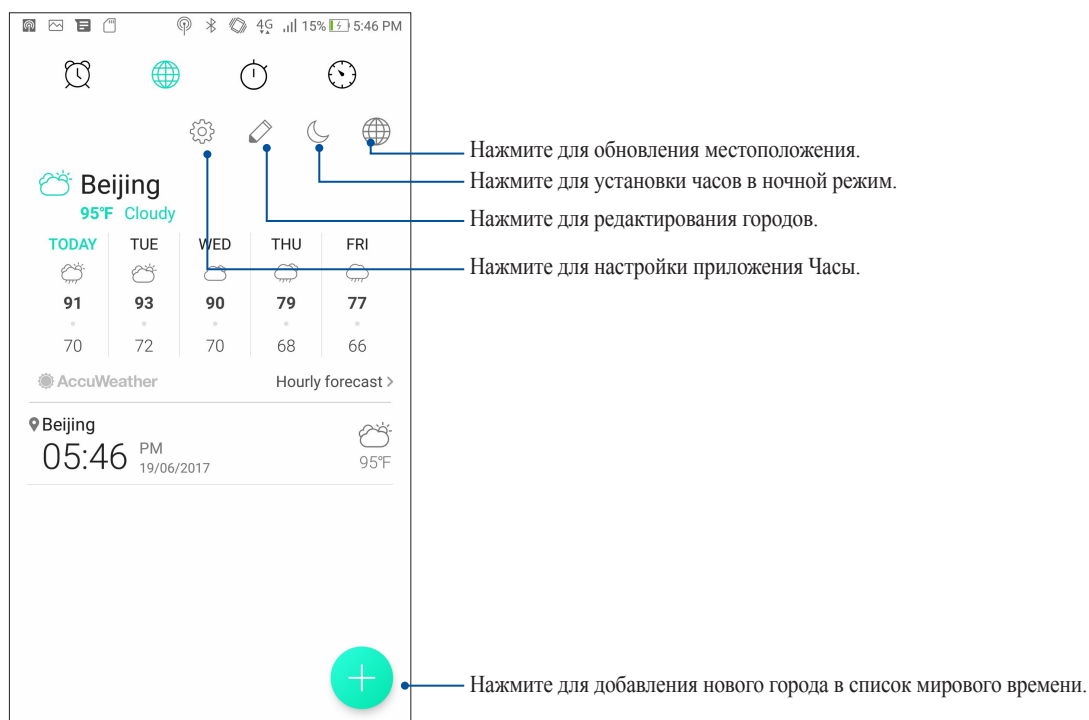 4G 15% 5:46 PM
Нажмите для обновления местоположения.
Нажмите для установки часов в ночной режим.
Beijing
95°F Cloudy
Нажмите для редактирования городов.
TODAY TUE WED THU FRI
Нажмите для настройки приложения Часы.
91 93 90 79 77
70 72 70 68 66
AccuWeather Hourly forecast >
Beijing
05:46 PM
19/06/2017
95°F
Нажмите для добавления нового города в список мирового времени.